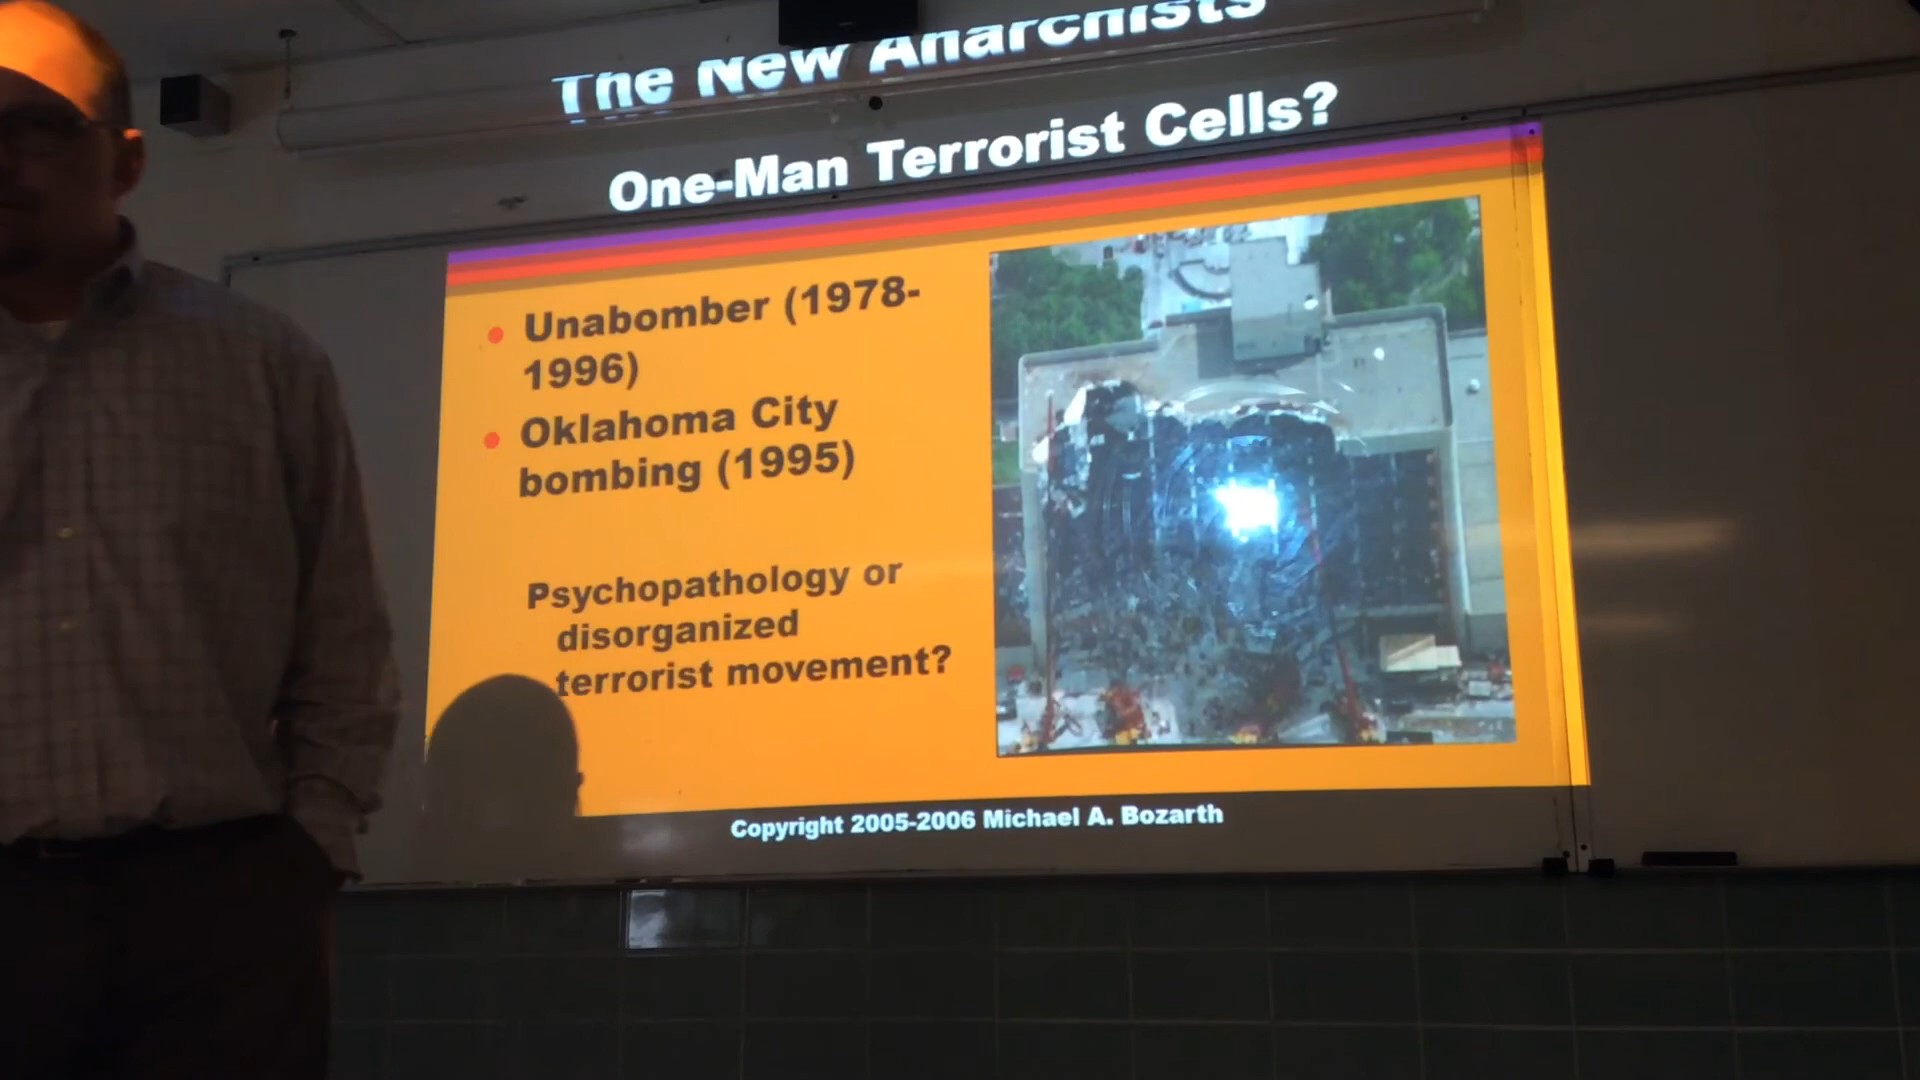 The New Anarchists
One-Man Terrorist Cells?
Unabomber (1978-
1996)
Oklahoma City
bombing (1995)
Psychopathology or
disorganized
terrorist movement?
Copyright 2005-2006 Michael A. Bozarth